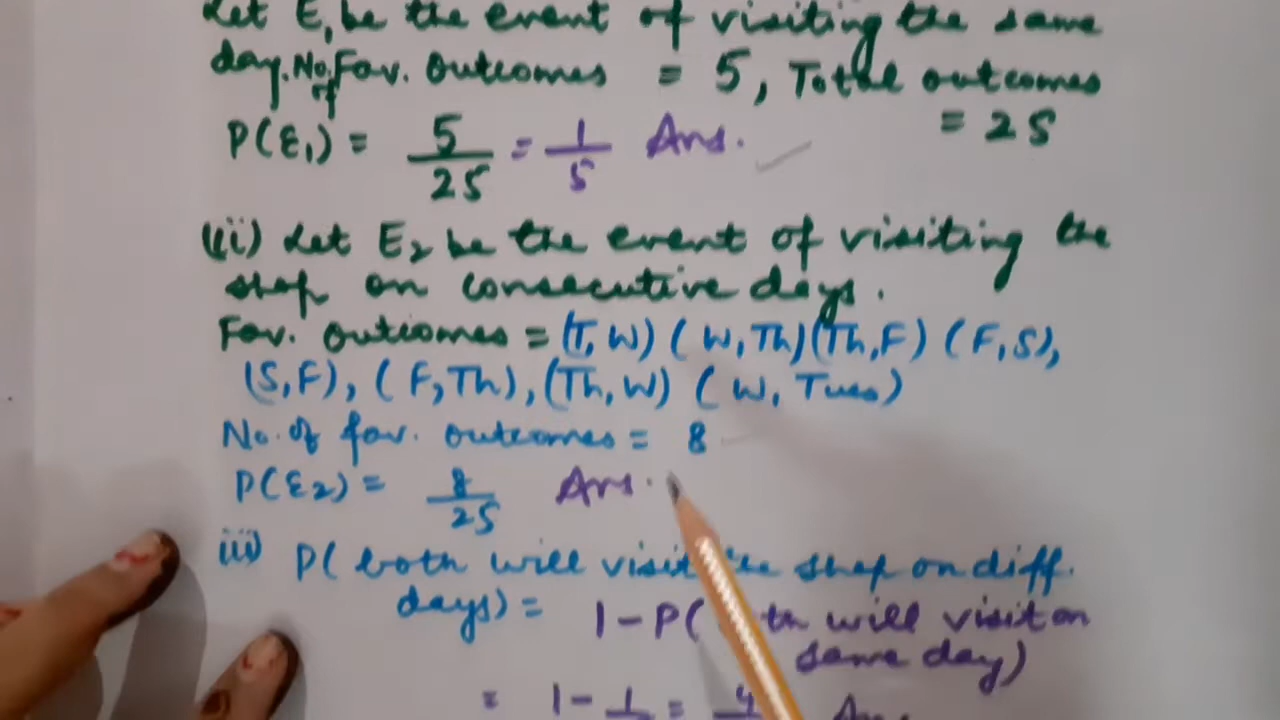 Let E₁ be the event of visiting the same
day. No. of Fav. outcomes = 5, Total outcomes
= 25
P(E₁) = 5/25 = 1/5 Ans.
(ii) Let E₂ be the event of visiting the
shop on consecutive days.
Fav. outcomes = (T, W) (W, Th) (Th, F) (F, S),
(S, F), (F, Th), (Th, W) (W, Tues)
No. of fav. outcomes = 8
P(E₂) = 8/25 Ans.
iii) P( both will visit the shop on diff.
days) = 1 - P( will visit on
same day)
= 1 - 1/ = 4/ Ans